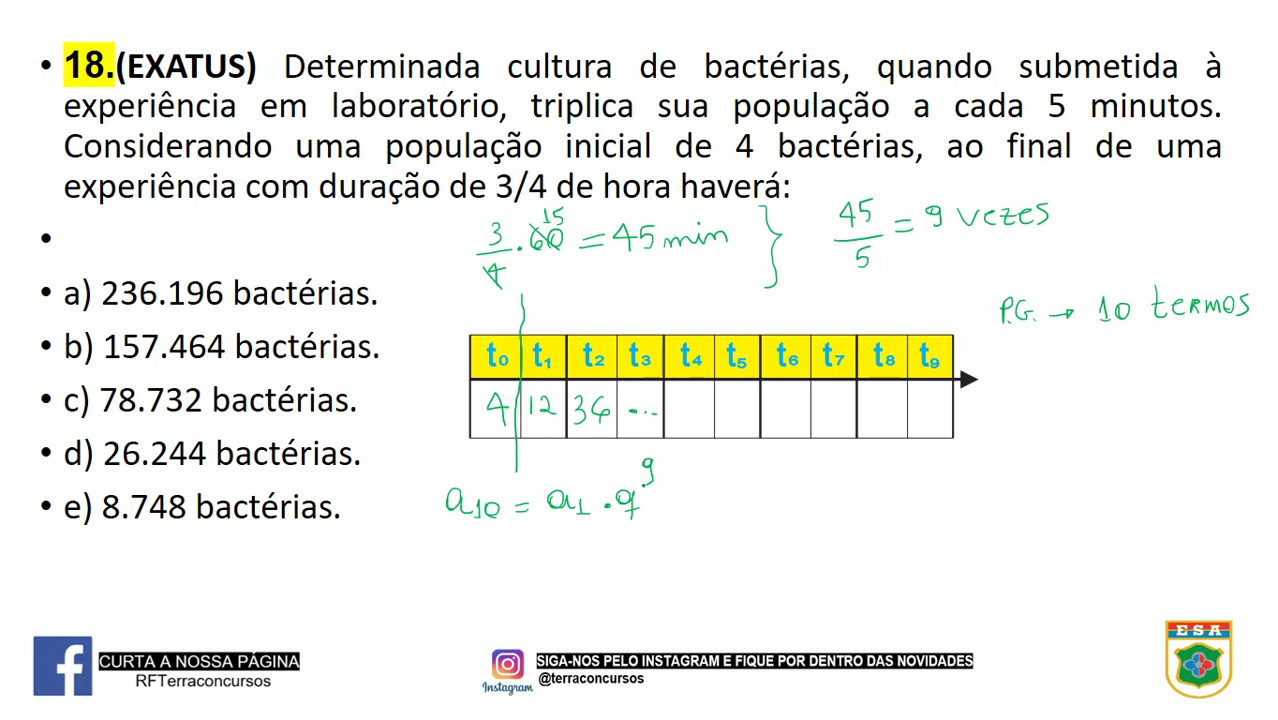 • 18.(EXATUS) Determinada cultura de bactérias, quando submetida à
experiência em laboratório, triplica sua população a cada 5 minutos.
Considerando uma população inicial de 4 bactérias, ao final de uma
experiência com duração de 3/4 de hora haverá:
3/4 . 60 15 = 45 min } 45/5 = 9 vezes
•
• a) 236.196 bactérias.
P.G. → 10 termos
• b) 157.464 bactérias.
t0 t1 t2 t3 t4 t5 t6 t7 t8 t9
• c) 78.732 bactérias.
4 12 36 ...
• d) 26.244 bactérias.
• e) 8.748 bactérias.
a10 = a1 . q^9
CURTA A NOSSA PÁGINA
RFTerraconcursos
Instagram
SIGA-NOS PELO INSTAGRAM E FIQUE POR DENTRO DAS NOVIDADES
@terraconcursos
ESA